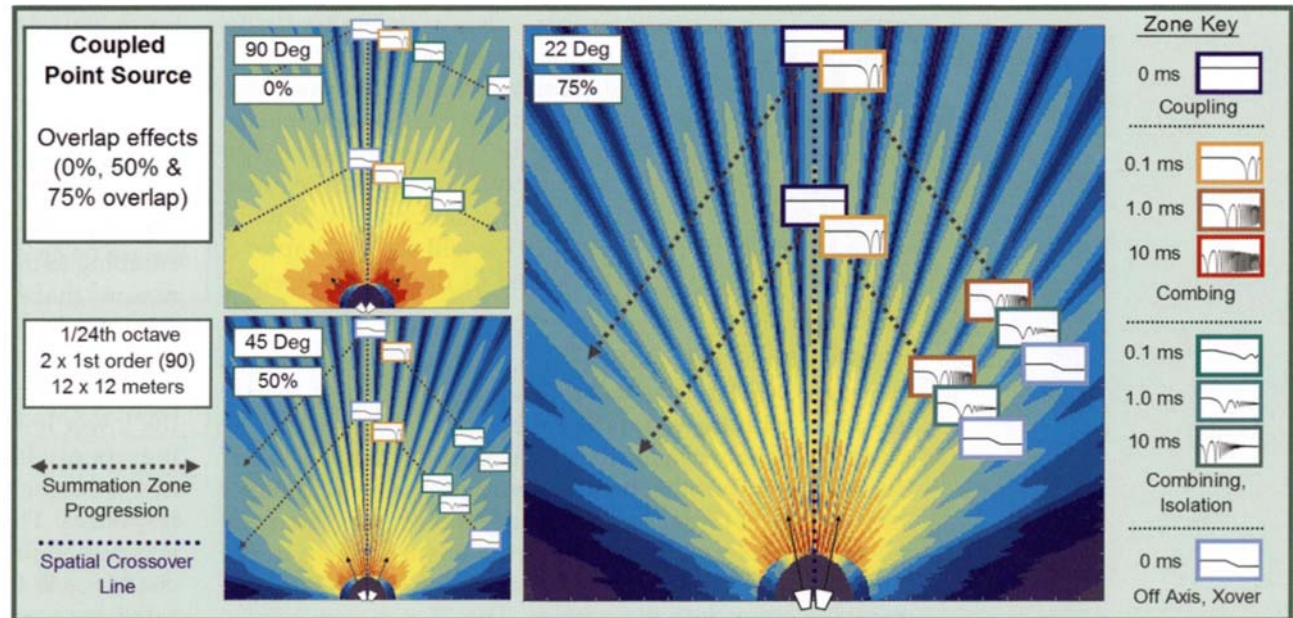 Coupled
Point Source
Overlap effects
(0%, 50% &
75% overlap)
1/24th octave
2 x 1st order (90)
12 x 12 meters
Summation Zone
Progression
Spatial Crossover
Line
90 Deg
0%
45 Deg
50%
22 Deg
75%
Zone Key
0 ms
Coupling
0.1 ms
1.0 ms
10 ms
Combing
0.1 ms
1.0 ms
10 ms
Combining,
Isolation
0 ms
Off Axis, Xover